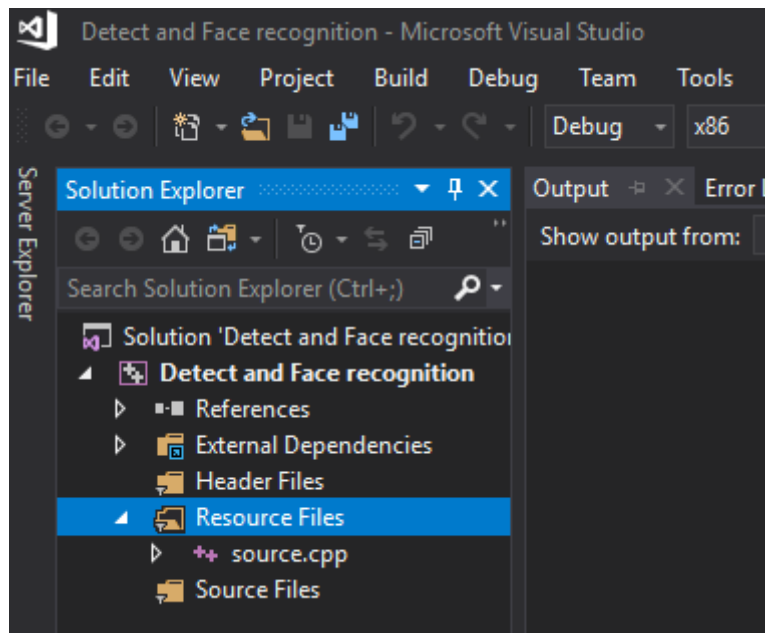 Detect and Face recognition - Microsoft Visual Studio
File Edit View Project Build Debug Team Tools
Debug x86
Server Explorer
Solution Explorer
Output Error
Show output from:
Search Solution Explorer (Ctrl+;)
Solution 'Detect and Face recognition
Detect and Face recognition
References
External Dependencies
Header Files
Resource Files
source.cpp
Source Files